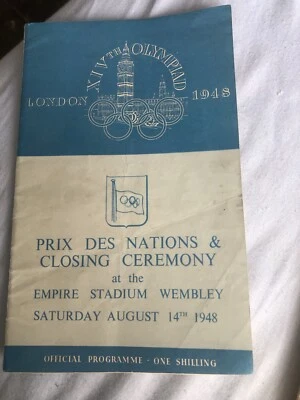 XIVTH OLYMPIAD
LONDON 1948
PRIX DES NATIONS &
CLOSING CEREMONY
at the
EMPIRE STADIUM WEMBLEY
SATURDAY AUGUST 14TH 1948
OFFICIAL PROGRAMME · ONE SHILLING